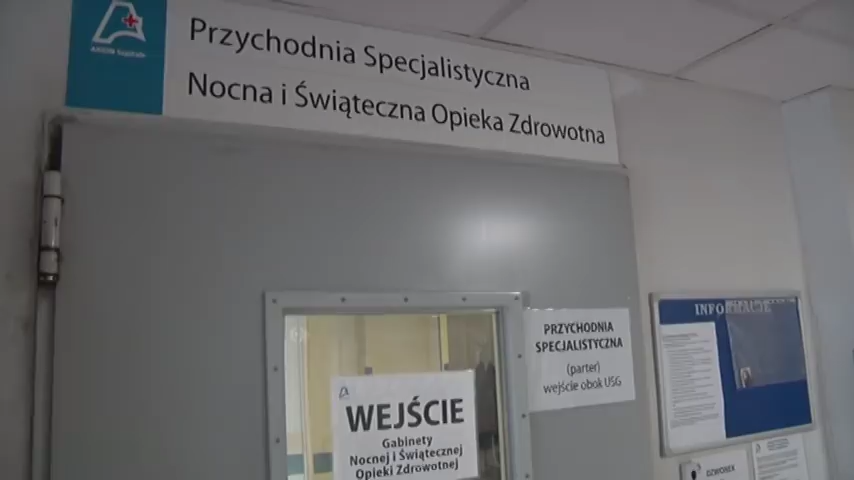 Przychodnia Specjalistyczna
Nocna i Świąteczna Opieka Zdrowotna
PRZYCHODNIA
SPECJALISTYCZNA
(parter)
wejście obok USG
INFORMACJE
WEJŚCIE
Gabinety
Nocnej i Świątecznej
Opieki Zdrowotnej
DZWONEK